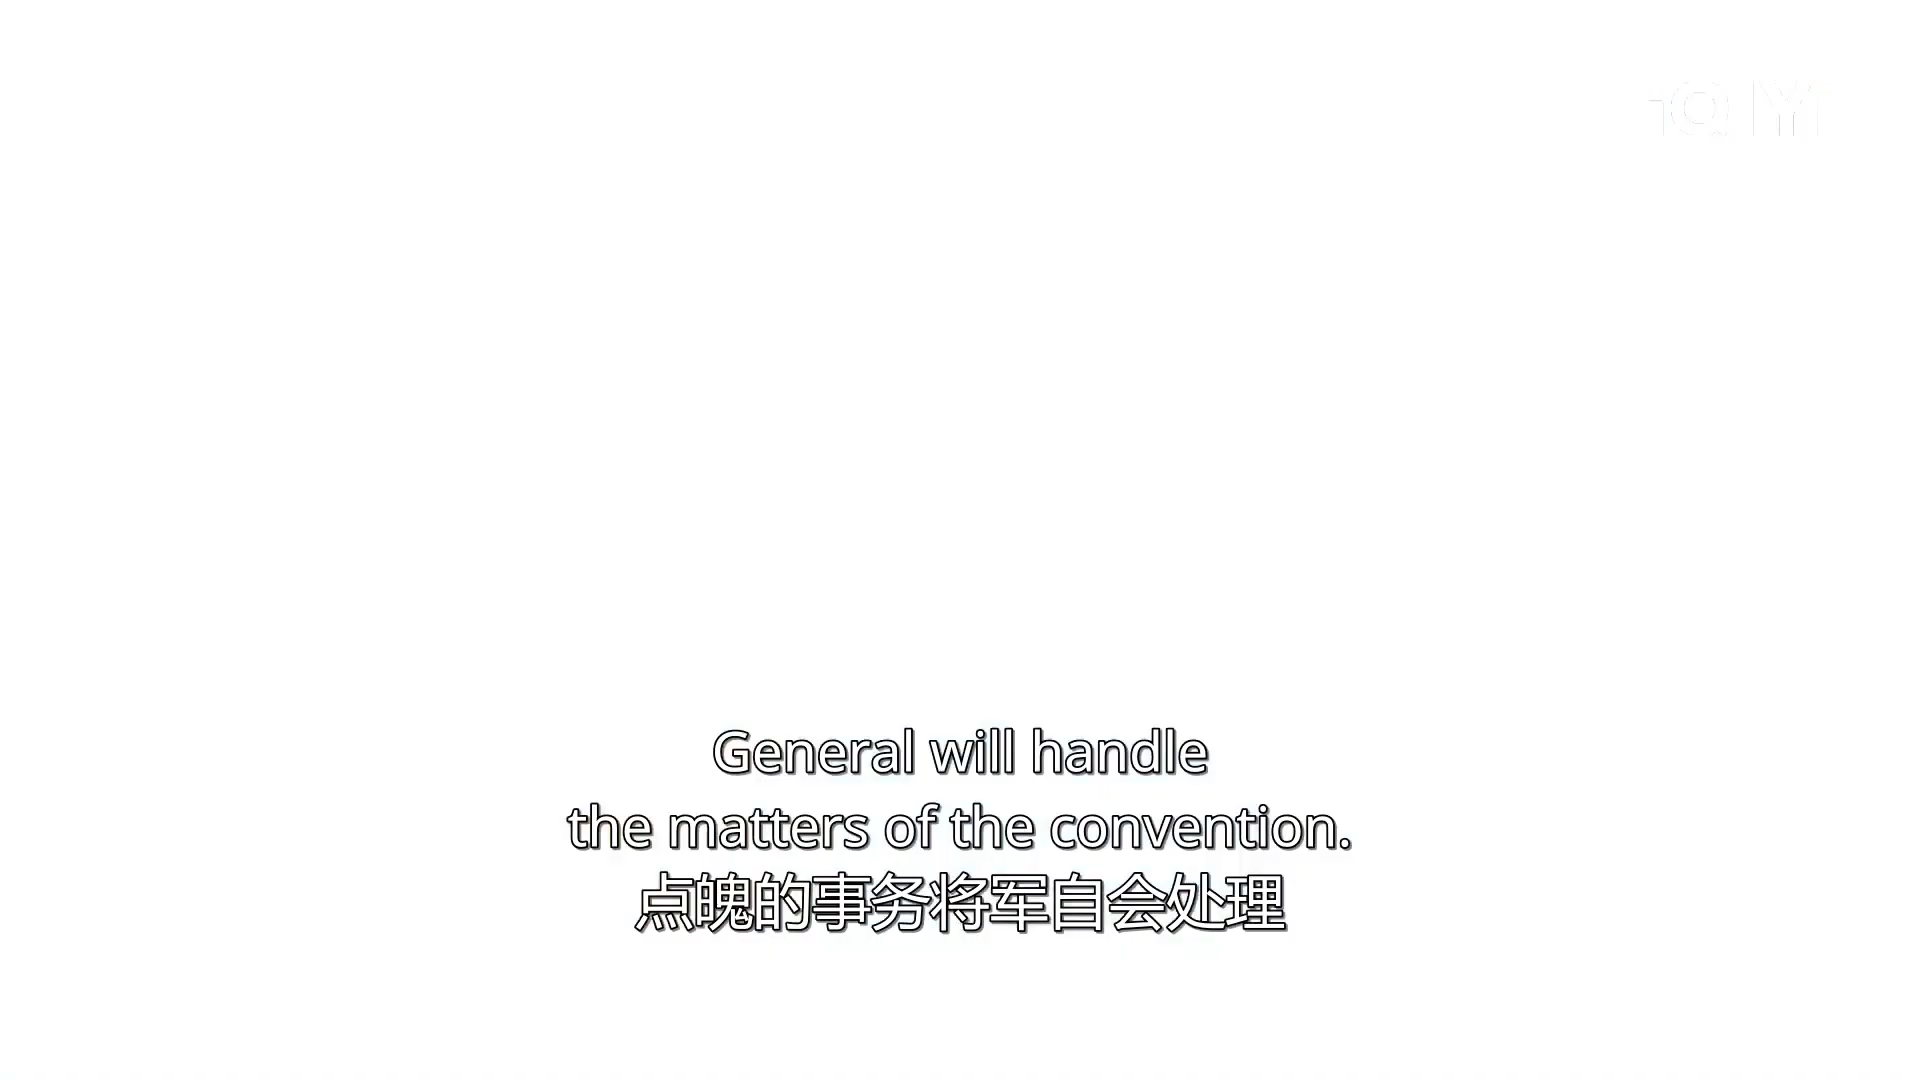 General will handle
the matters of the convention.
点魄的事务将军自会处理